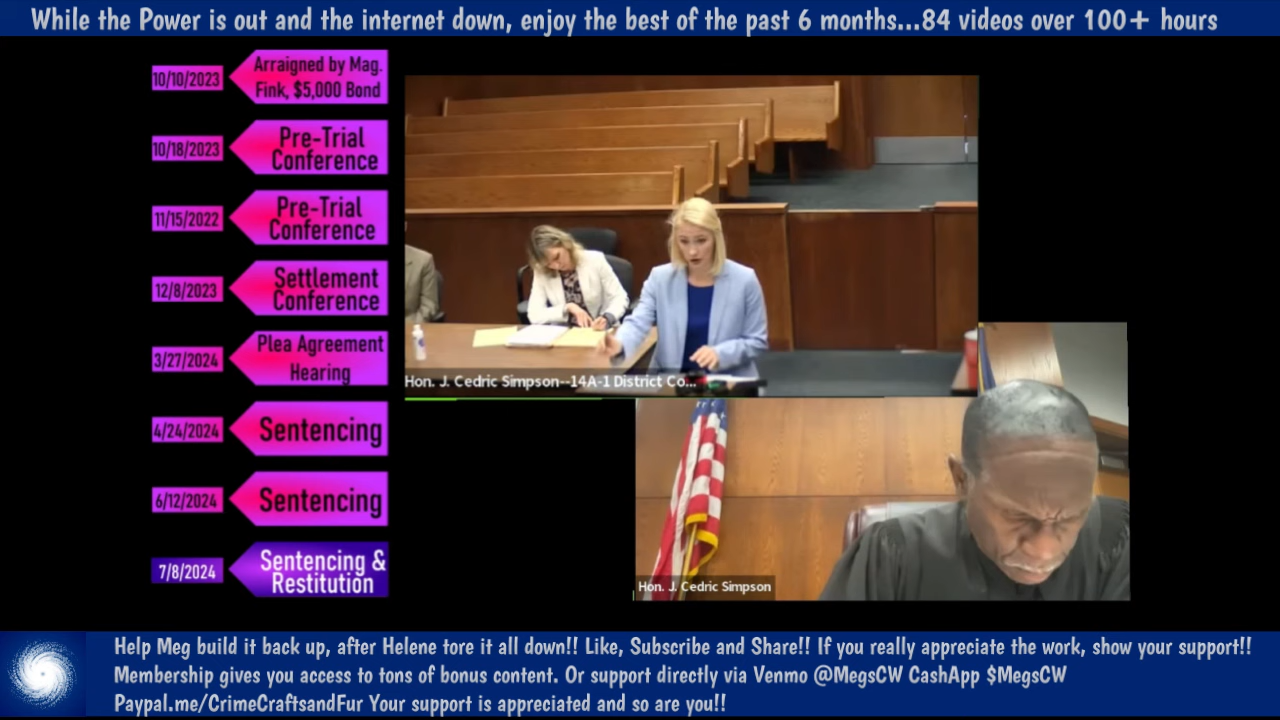 While the Power is out and the internet down, enjoy the best of the past 6 months...84 videos over 100+ hours
10/10/2023
Arraigned by Mag.
Fink, $5,000 Bond
10/18/2023
Pre-Trial
Conference
11/15/2022
Pre-Trial
Conference
12/8/2023
Settlement
Conference
3/27/2024
Plea Agreement
Hearing
4/24/2024
Sentencing
6/12/2024
Sentencing
7/8/2024
Sentencing &
Restitution
Hon. J. Cedric Simpson--14A-1 District Co...
Hon. J. Cedric Simpson
Help Meg build it back up, after Helene tore it all down!! Like, Subscribe and Share!! If you really appreciate the work, show your support!!
Membership gives you access to tons of bonus content. Or support directly via Venmo @MegsCW CashApp $MegsCW
Paypal.me/CrimeCraftsandFur Your support is appreciated and so are you!!